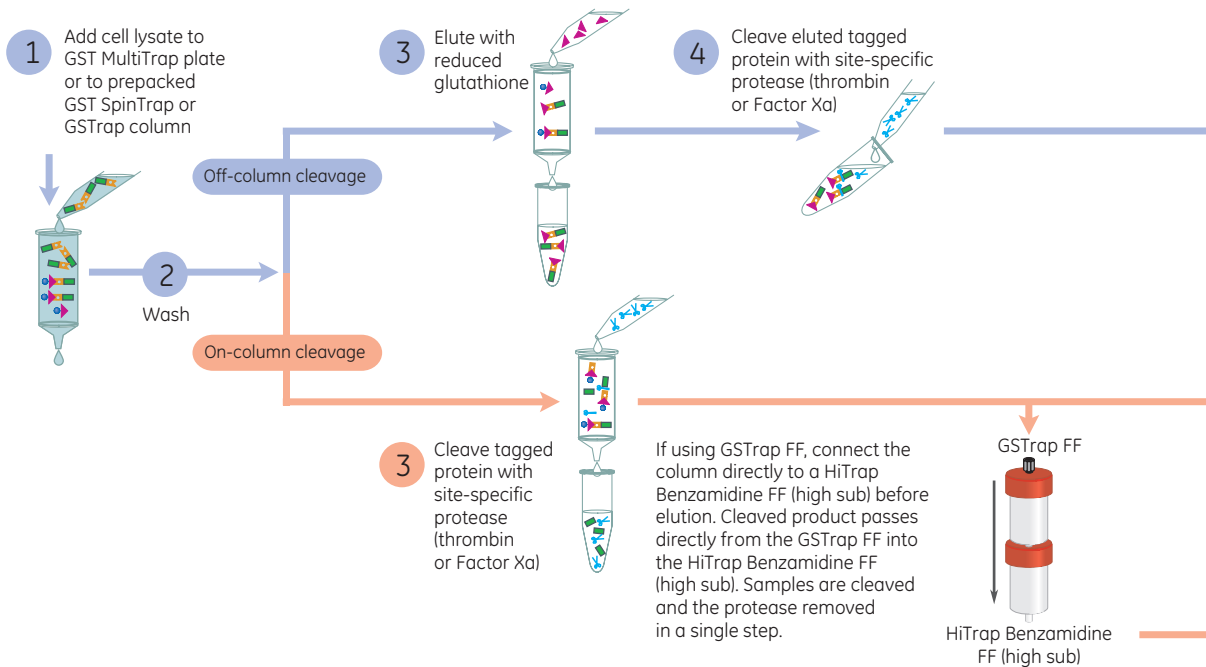 1
Add cell lysate to
GST MultiTrap plate
or to prepacked
GST SpinTrap or
GSTrap column
2
Wash
Off-column cleavage
3
Elute with
reduced
glutathione
4
Cleave eluted tagged
protein with site-specific
protease (thrombin
or Factor Xa)
On-column cleavage
3
Cleave tagged
protein with
site-specific
protease
(thrombin
or Factor Xa)
If using GSTrap FF, connect the
column directly to a HiTrap
Benzamidine FF (high sub) before
elution. Cleaved product passes
directly from the GSTrap FF into
the HiTrap Benzamidine FF
(high sub). Samples are cleaved
and the protease removed
in a single step.
GSTrap FF
HiTrap Benzamidine
FF (high sub)